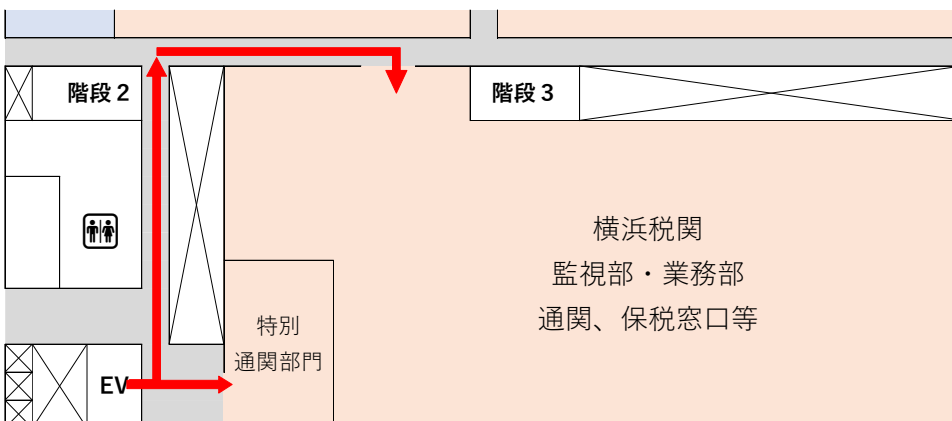 階段２
階段３
横浜税関
監視部・業務部
通関、保税窓口等
特別
通関部門
EV